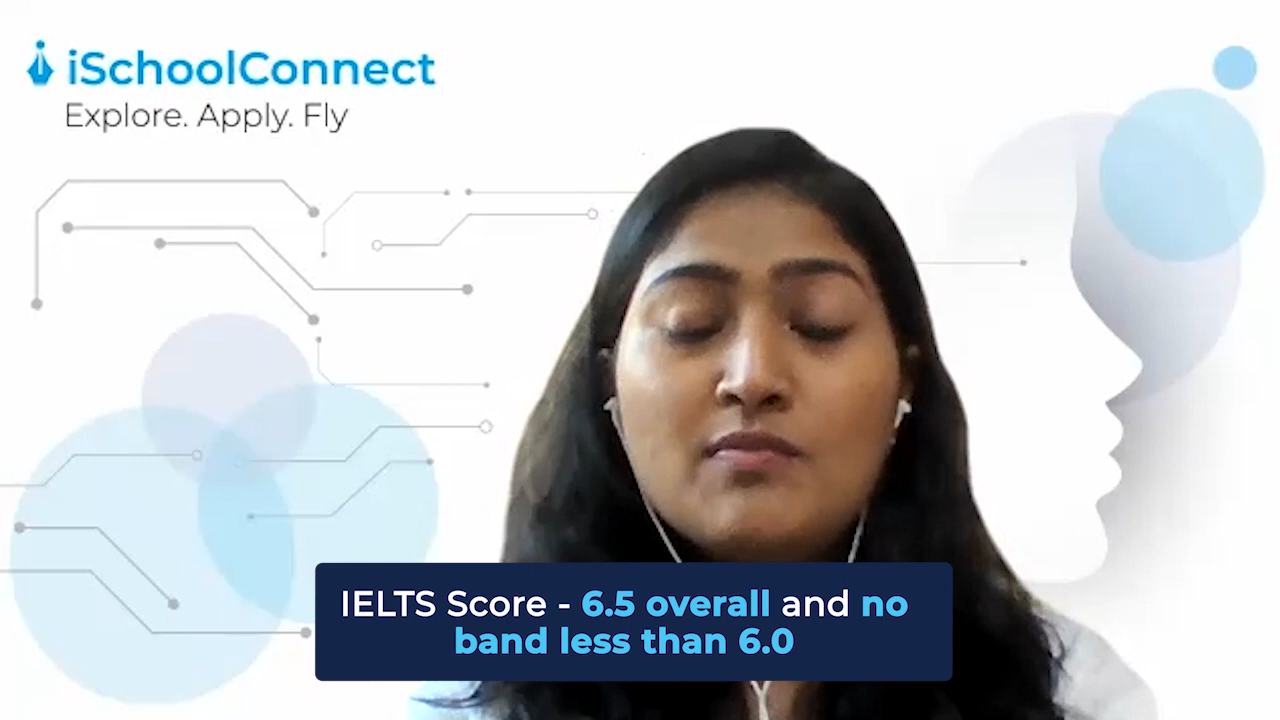 iSchoolConnect
Explore. Apply. Fly
IELTS Score - 6.5 overall and no
band less than 6.0